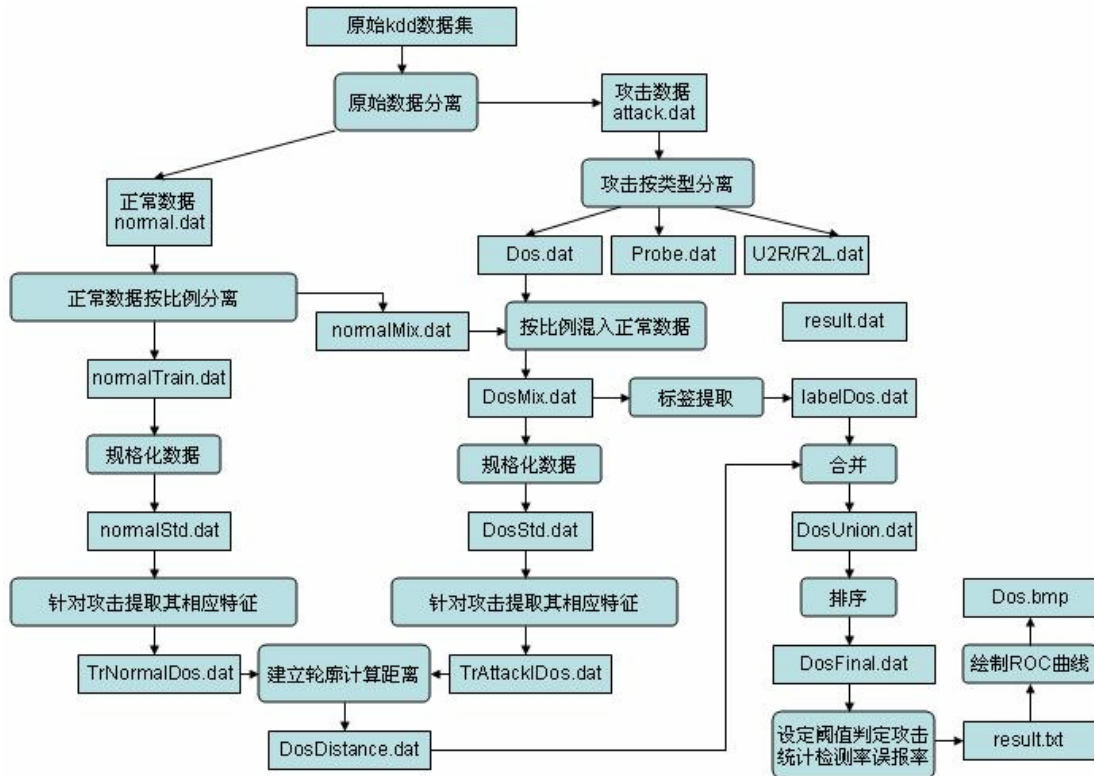 原始kdd数据集
原始数据分离
攻击数据
attack.dat
攻击按类型分离
正常数据
normal.dat
Dos.dat
Probe.dat
U2R/R2L.dat
正常数据按比例分离
normalMix.dat
按比例混入正常数据
result.dat
normalTrain.dat
DosMix.dat
标签提取
labelDos.dat
规格化数据
规格化数据
合并
normalStd.dat
DosStd.dat
DosUnion.dat
针对攻击提取其相应特征
针对攻击提取其相应特征
排序
Dos.bmp
TrNormalDos.dat
建立轮廓计算距离
TrAttacklDos.dat
DosFinal.dat
绘制ROC曲线
DosDistance.dat
设定阈值判定攻击
统计检测率误报率
result.txt